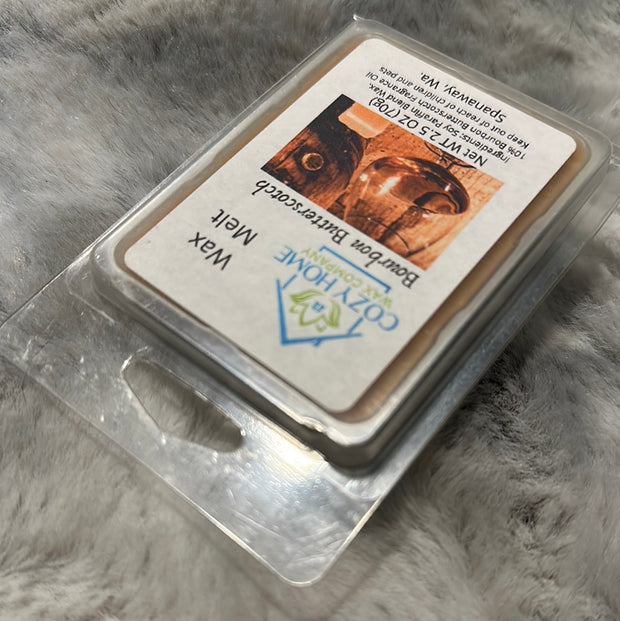 COZY HOME
WAX COMPANY
Wax
Melt
Bourbon Butterscotch
Net WT 2.5 OZ (70g)
Ingredients: Soy Paraffin Blend Wax,
10% Bourbon Butterscotch Fragrance Oil
Keep out of reach of children and pets
Spanaway, Wa